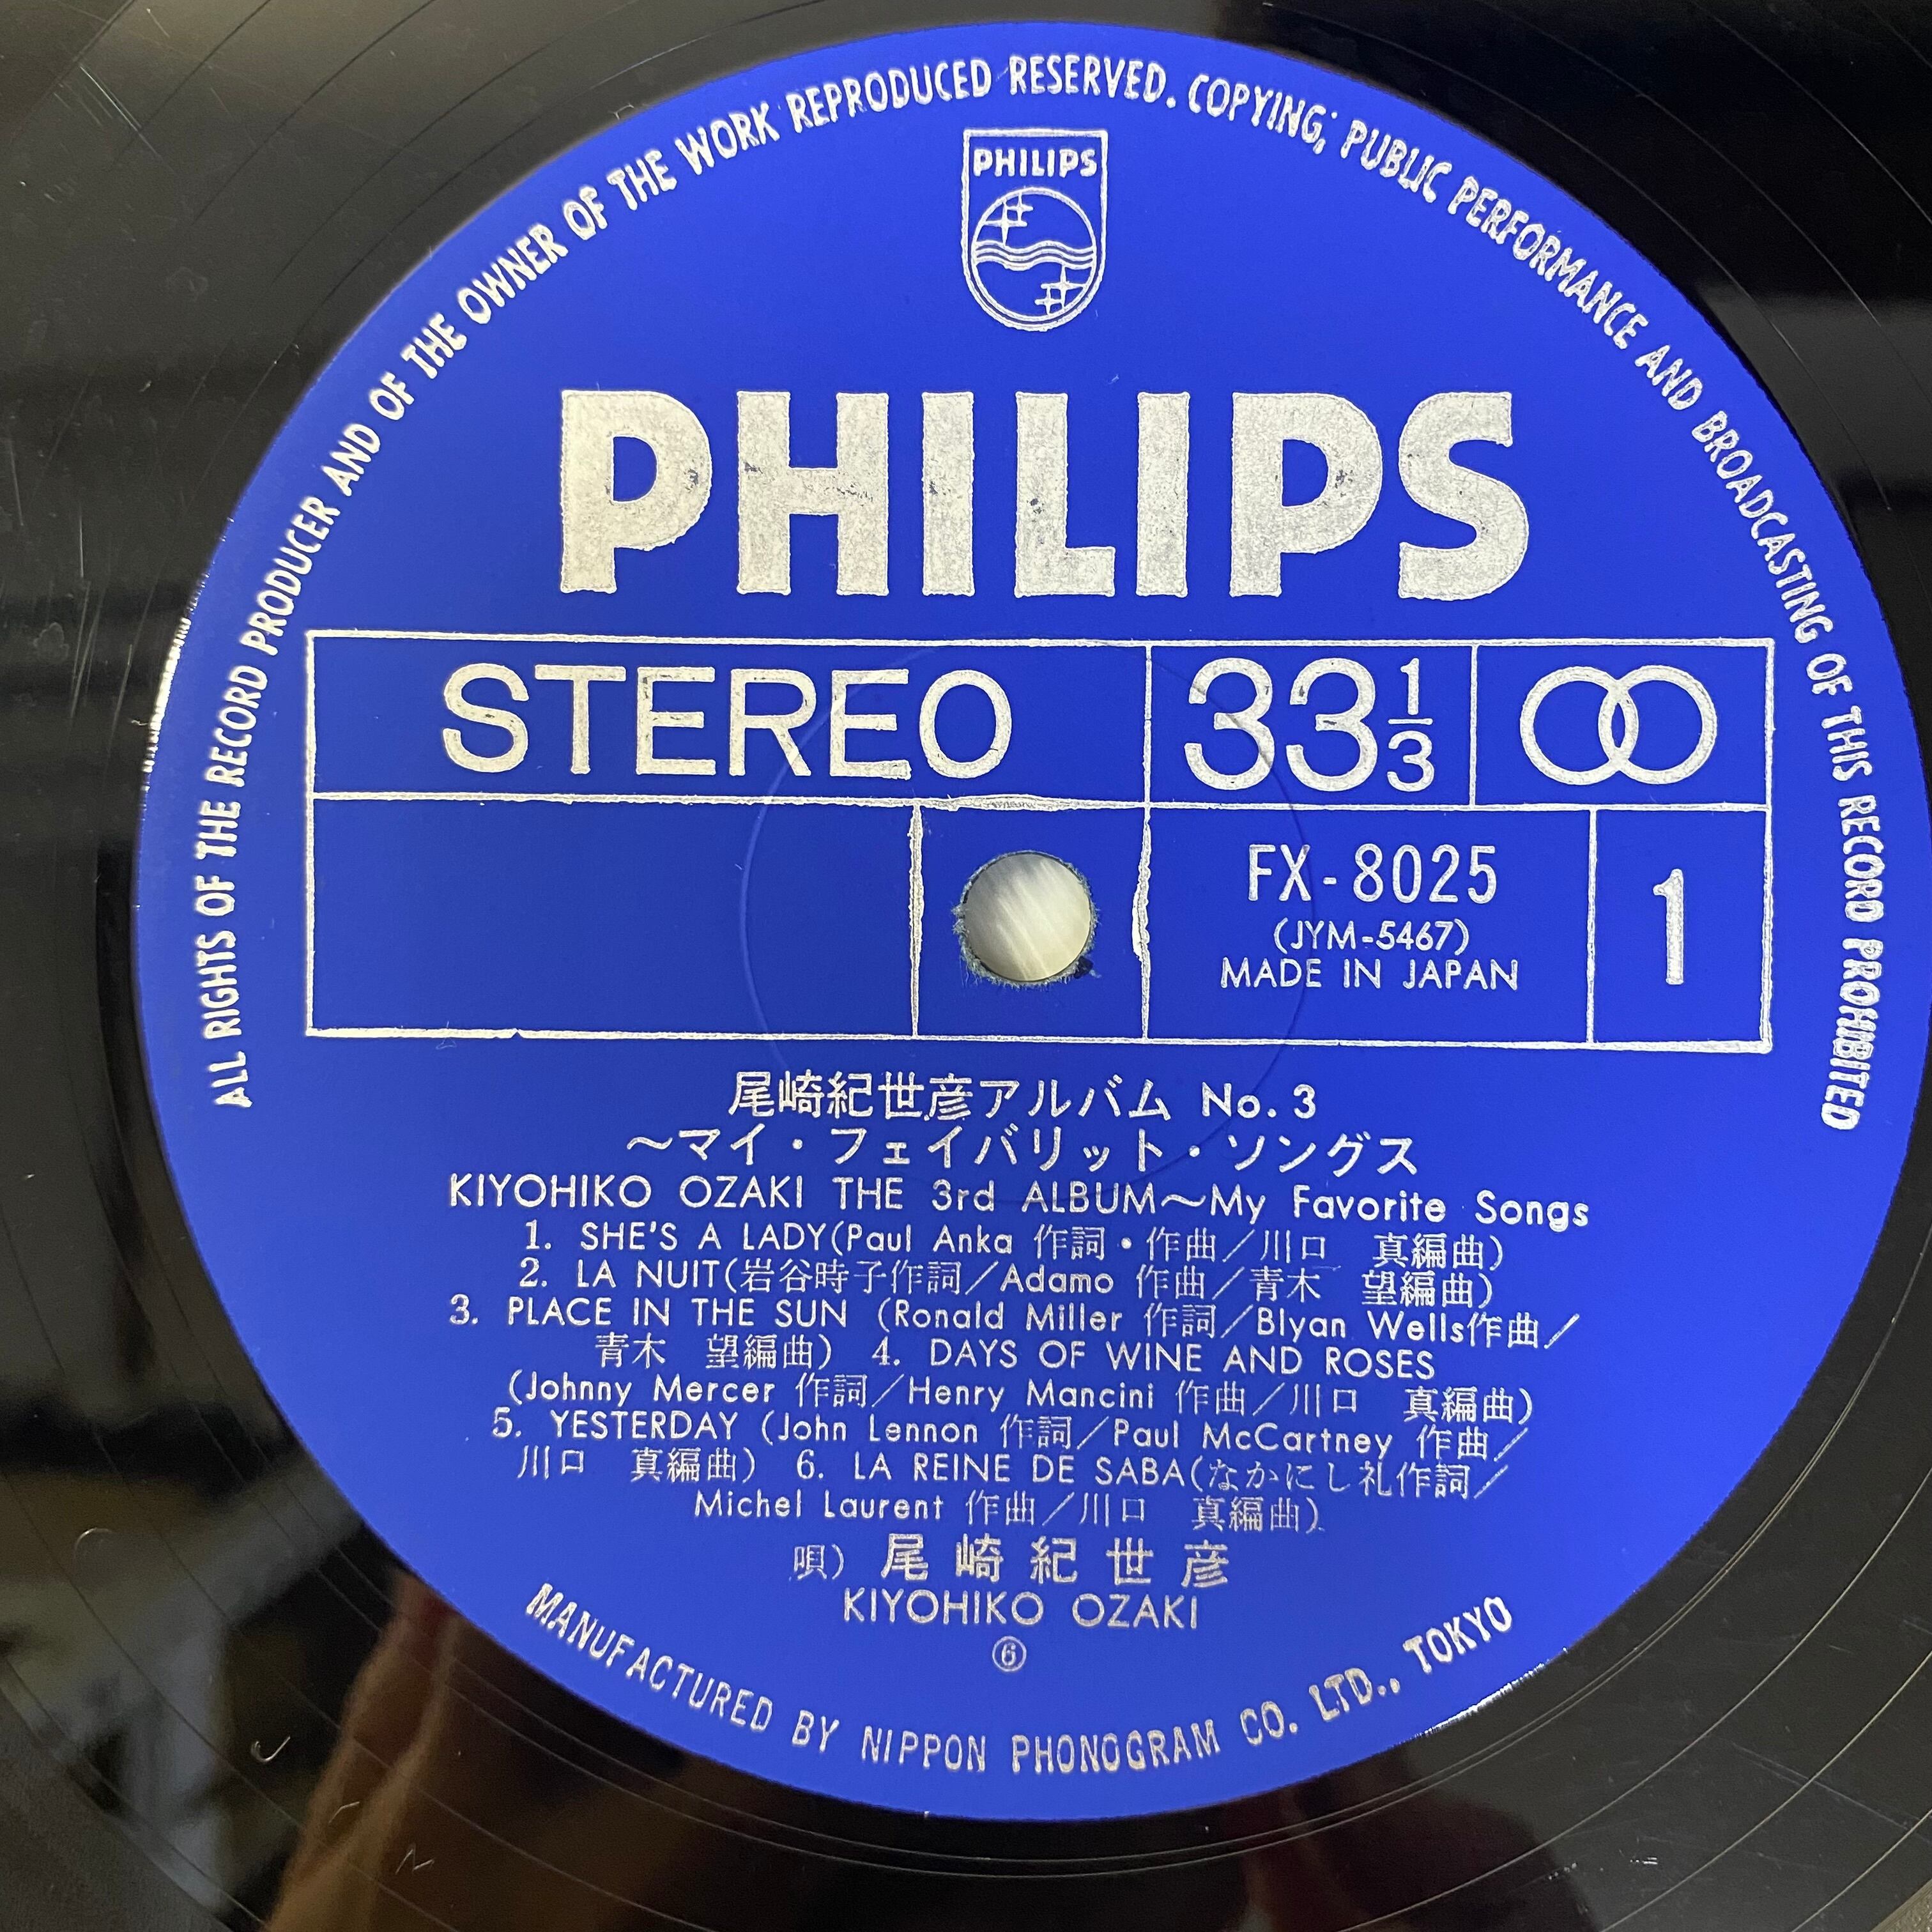 ALL RIGHTS OF THE RECORD PRODUCER AND OF THE OWNER OF THE WORK REPRODUCED RESERVED. COPYING, PUBLIC PERFORMANCE AND BROADCASTING OF THIS RECORD PROHIBITED
PHILIPS
PHILIPS
STEREO 33 1/3
FX-8025 1
(JYM-5467)
MADE IN JAPAN
尾崎紀世彦アルバム No.3
〜マイ・フェイバリット・ソングス
KIYOHIKO OZAKI THE 3rd ALBUM〜My Favorite Songs
1. SHE'S A LADY(Paul Anka 作詞・作曲／川口 真編曲)
2. LA NUIT(岩谷時子作詞／Adamo 作曲／青木 望編曲)
3. PLACE IN THE SUN (Ronald Miller 作詞／Blyan Wells作曲／
青木 望編曲) 4. DAYS OF WINE AND ROSES
(Johnny Mercer 作詞／Henry Mancini 作曲／川口 真編曲)
5. YESTERDAY (John Lennon 作詞／Paul McCartney 作曲／
川口 真編曲) 6. LA REINE DE SABA(なかにし礼作詞／
Michel Laurent 作曲／川口 真編曲)
唄) 尾崎紀世彦
KIYOHIKO OZAKI
⑥
MANUFACTURED BY NIPPON PHONOGRAM CO. LTD., TOKYO